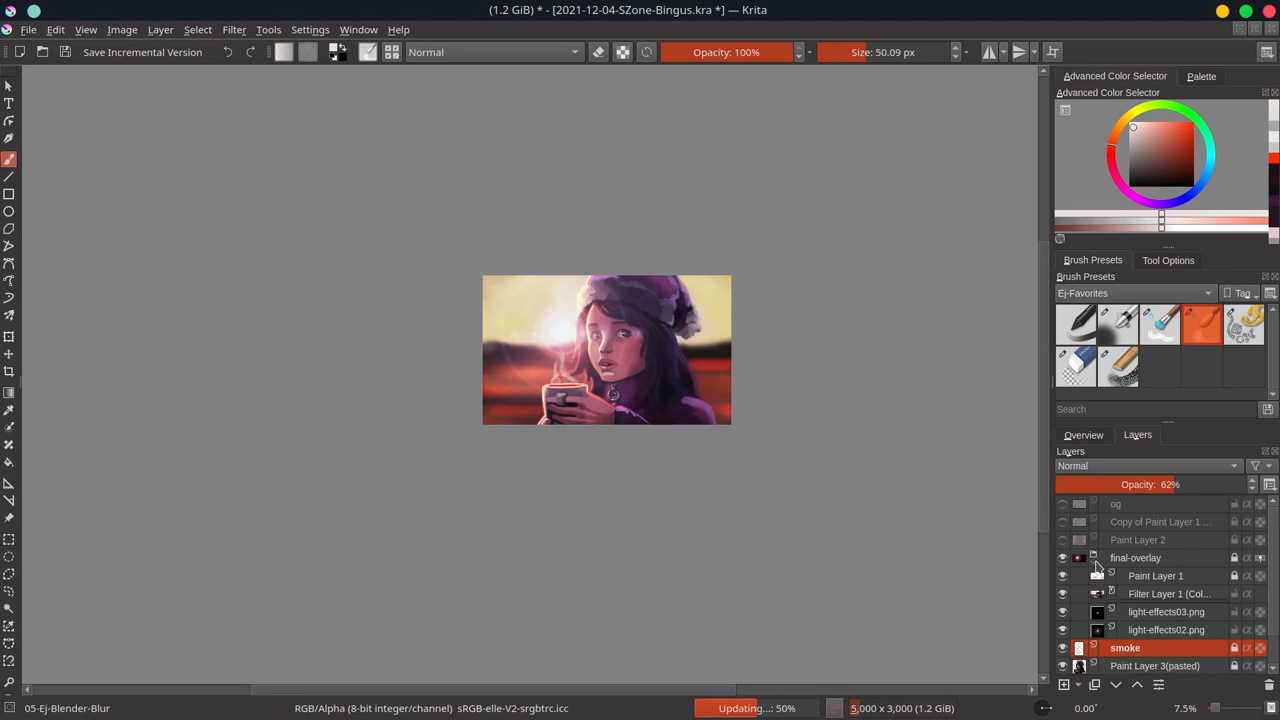 (1.2 GiB) * - [2021-12-04-SZone-Bingus.kra *] — Krita
File Edit View Image Layer Select Filter Tools Settings Window Help
Save Incremental Version Normal Opacity: 100% Size: 50.09 px
Advanced Color Selector Palette
Advanced Color Selector
Brush Presets Tool Options
Brush Presets
Ej-Favorites Tag
Search
Overview Layers
Layers
Normal
Opacity: 62%
og
Copy of Paint Layer 1 ...
Paint Layer 2
final-overlay
Paint Layer 1
Filter Layer 1 (Col...
light-effects03.png
light-effects02.png
smoke
Paint Layer 3(pasted)
05-Ej-Blender-Blur RGB/Alpha (8-bit integer/channel) sRGB-elle-V2-srgbtrc.icc Updating...: 50% 5,000 x 3,000 (1.2 GiB) 0.00° 7.5%